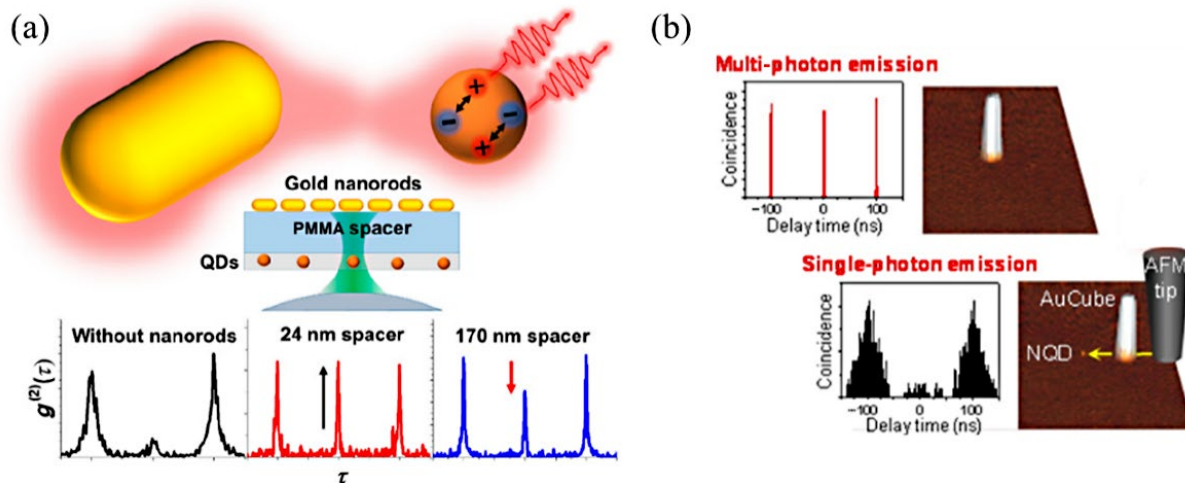 (a)
+
−
−
+
Gold nanorods
PMMA spacer
QDs
Without nanorods
24 nm spacer
170 nm spacer
g(2)(τ)
τ
(b)
Multi-photon emission
Coincidence
−100
0
100
Delay time (ns)
Single-photon emission
Coincidence
−100
0
100
Delay time (ns)
AFM
tip
AuCube
NQD